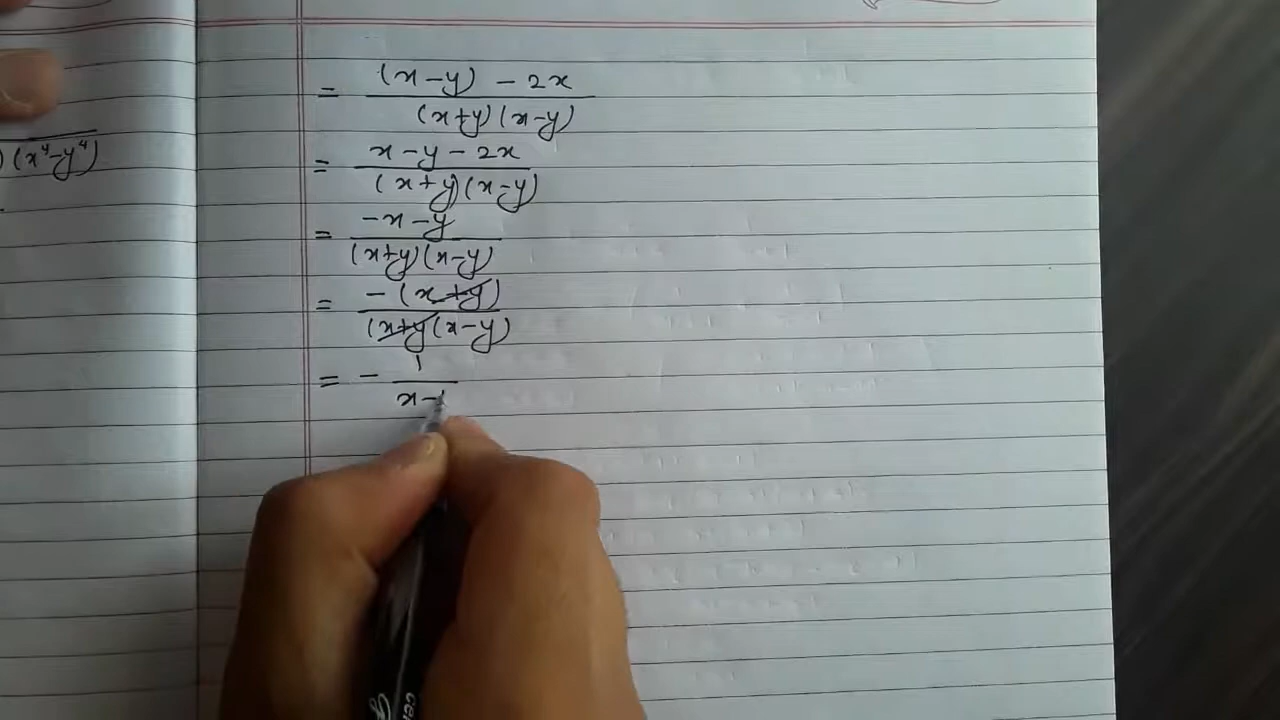 ) (x⁴-y⁴)
= (x-y) - 2x / (x+y)(x-y)
= x-y-2x / (x+y)(x-y)
= -x-y / (x+y)(x-y)
= -(x+y) / (x+y)(x-y)
= - 1 / x-